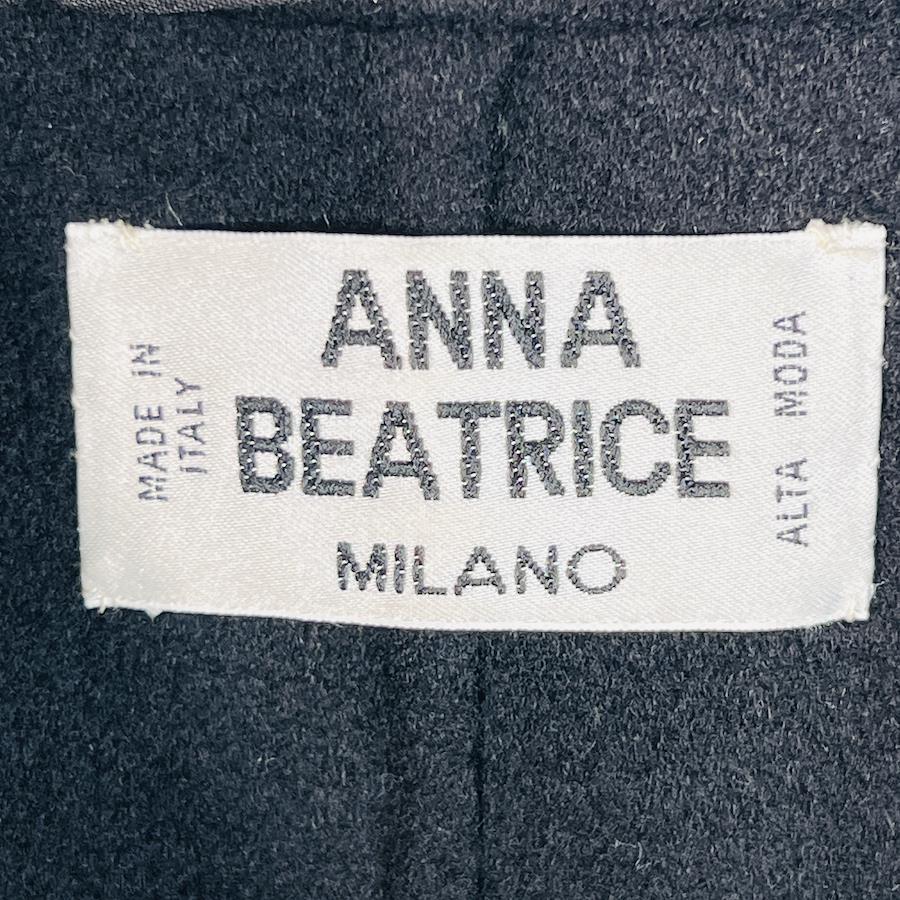 MADE IN
ITALY
ANNA
BEATRICE
MILANO
ALTA MODA